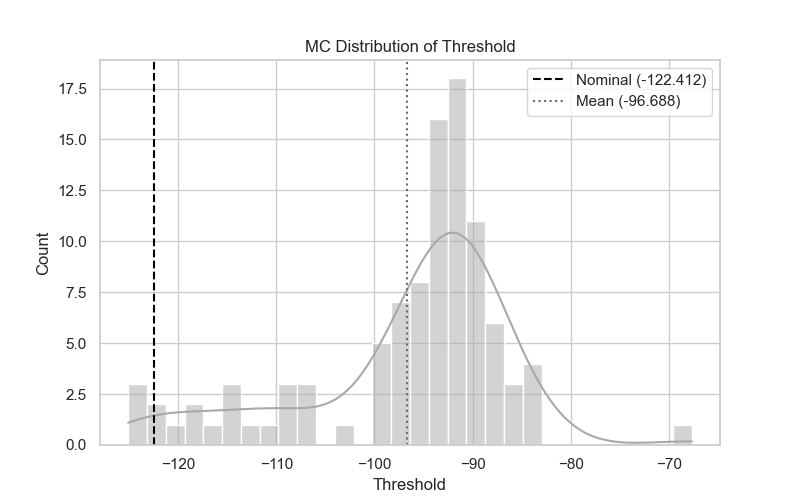 MC Distribution of Threshold
Nominal (-122.412)
Mean (-96.688)
17.5
15.0
12.5
10.0
7.5
5.0
2.5
0.0
Count
−120
−110
−100
−90
−80
−70
Threshold